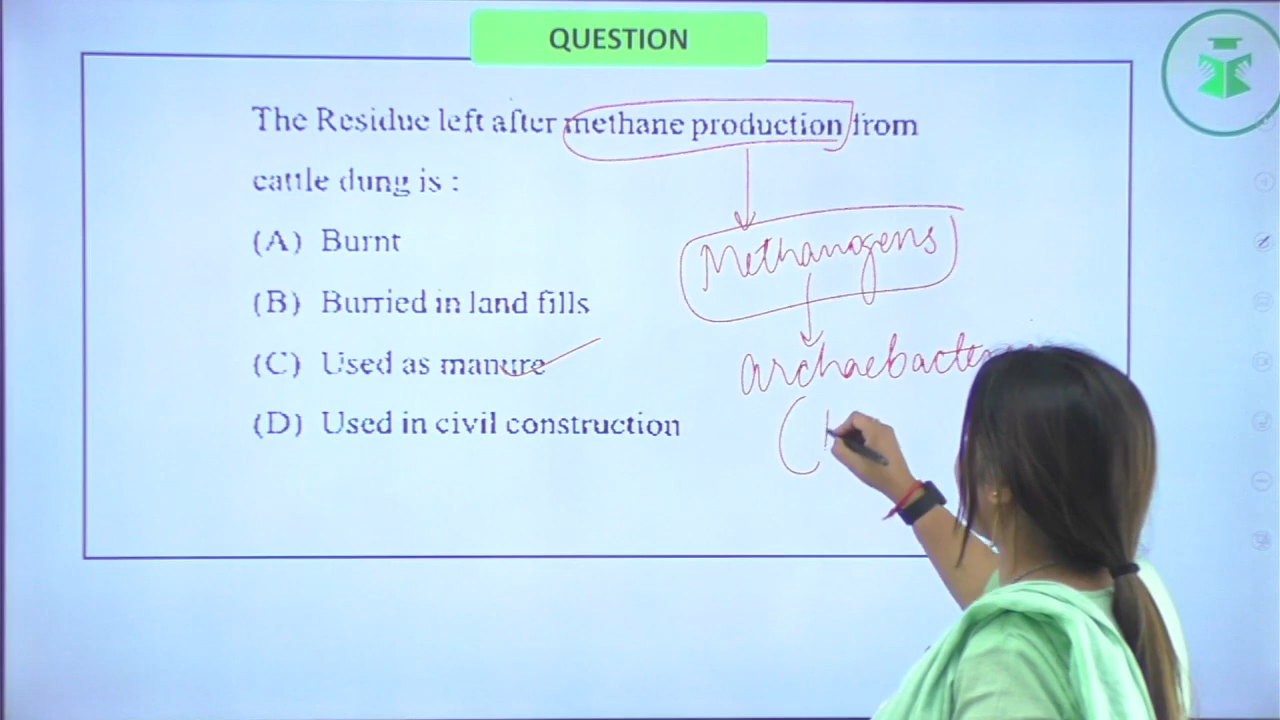 QUESTION
The Residue left after methane production from
cattle dung is :
(A) Burnt
(B) Burried in land fills
(C) Used as manure
(D) Used in civil construction
Methanogens